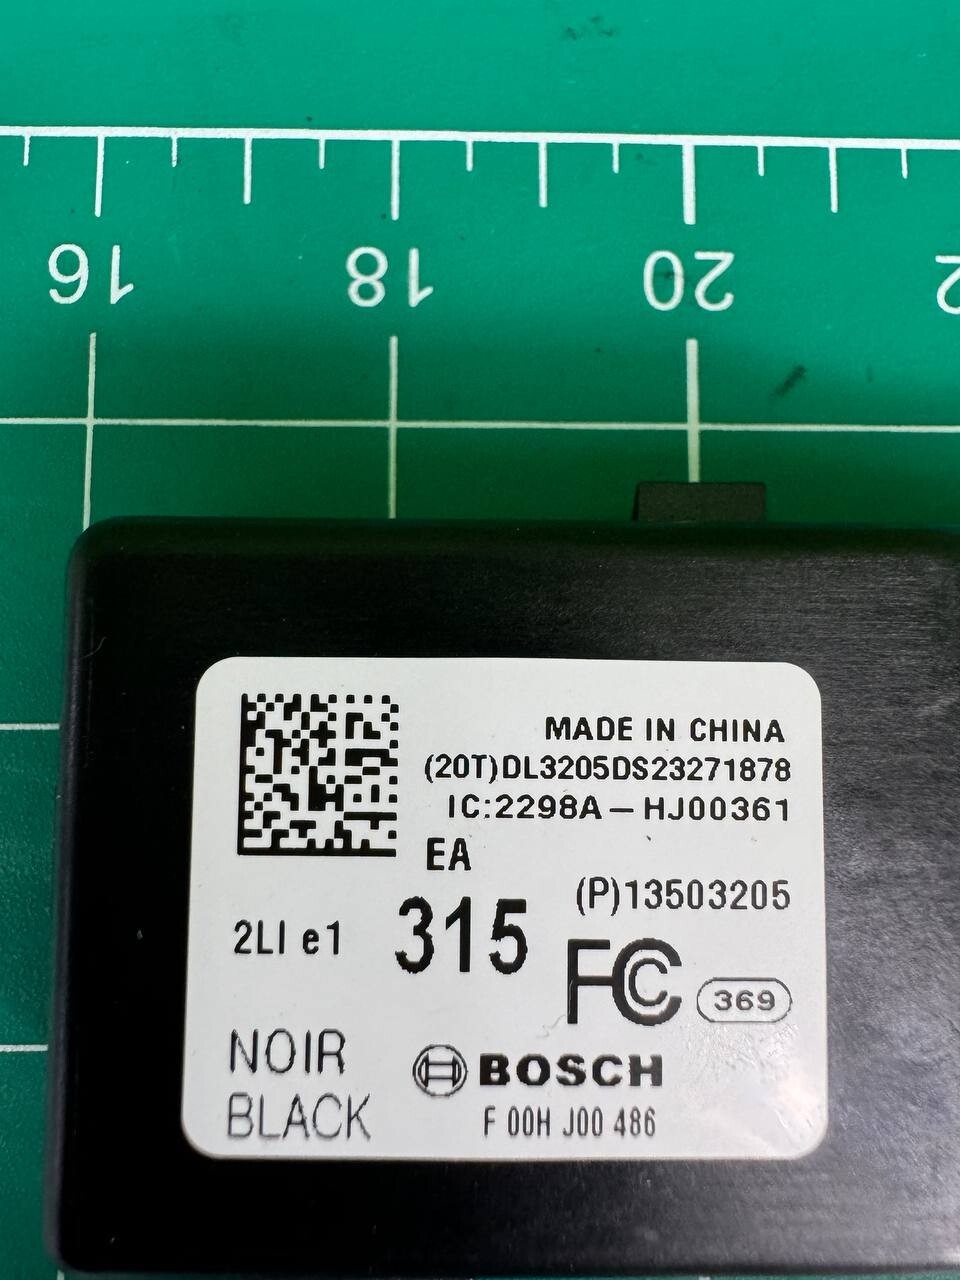 16 18 20 2
MADE IN CHINA
(20T)DL3205DS23271878
IC:2298A-HJ00361
EA
(P)13503205
2LI e1 315 FC 369
NOIR
BLACK
BOSCH
F 00H J00 486